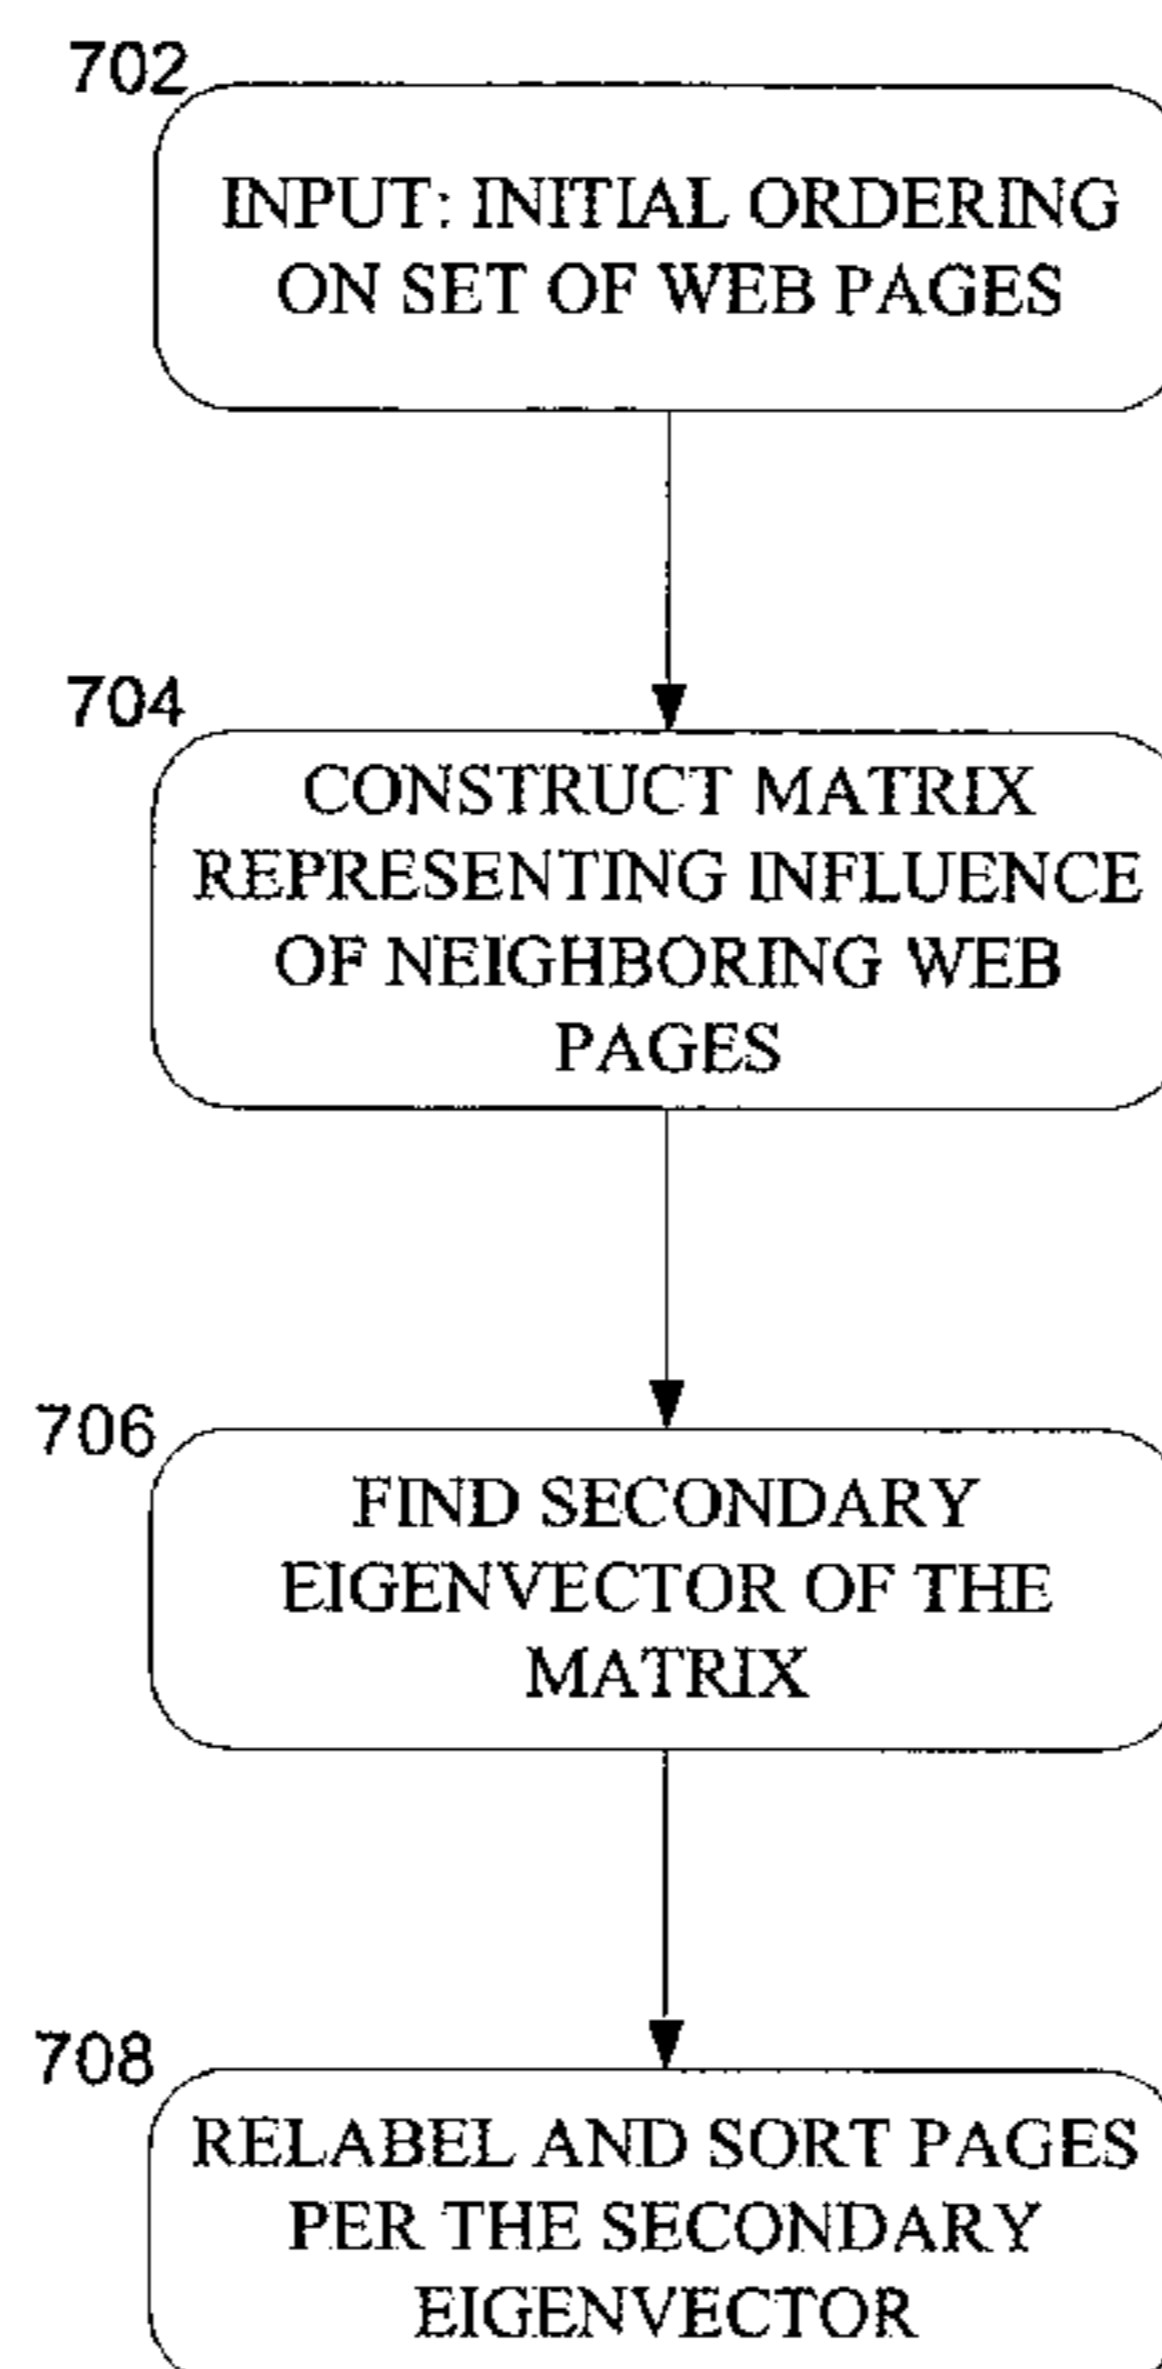 702
INPUT: INITIAL ORDERING
ON SET OF WEB PAGES
704
CONSTRUCT MATRIX
REPRESENTING INFLUENCE
OF NEIGHBORING WEB
PAGES
706
FIND SECONDARY
EIGENVECTOR OF THE
MATRIX
708
RELABEL AND SORT PAGES
PER THE SECONDARY
EIGENVECTOR